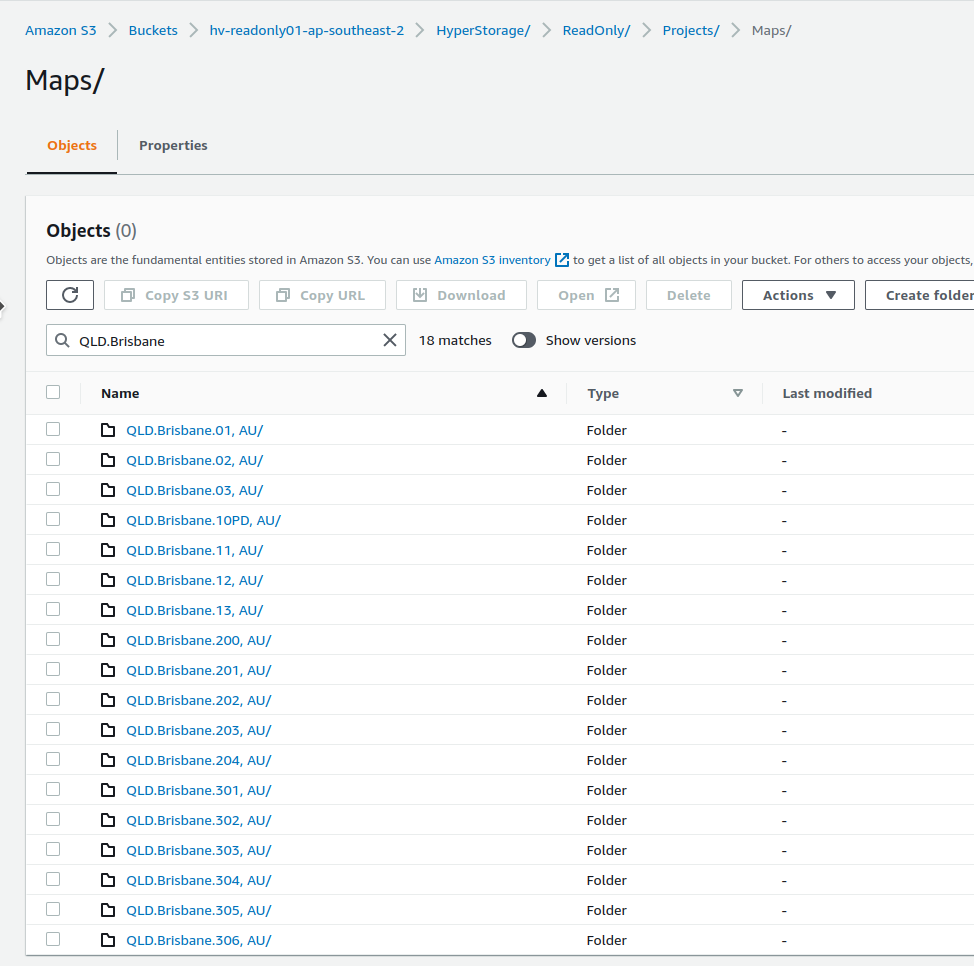 Amazon S3 > Buckets > hv-readonly01-ap-southeast-2 > HyperStorage/ > ReadOnly/ > Projects/ > Maps/
Maps/
Objects Properties
Objects (0)
Objects are the fundamental entities stored in Amazon S3. You can use Amazon S3 inventory to get a list of all objects in your bucket. For others to access your objects,
Copy S3 URI Copy URL Download Open Delete Actions Create folder
QLD.Brisbane 18 matches Show versions
Name Type Last modified
QLD.Brisbane.01, AU/ Folder -
QLD.Brisbane.02, AU/ Folder -
QLD.Brisbane.03, AU/ Folder -
QLD.Brisbane.10PD, AU/ Folder -
QLD.Brisbane.11, AU/ Folder -
QLD.Brisbane.12, AU/ Folder -
QLD.Brisbane.13, AU/ Folder -
QLD.Brisbane.200, AU/ Folder -
QLD.Brisbane.201, AU/ Folder -
QLD.Brisbane.202, AU/ Folder -
QLD.Brisbane.203, AU/ Folder -
QLD.Brisbane.204, AU/ Folder -
QLD.Brisbane.301, AU/ Folder -
QLD.Brisbane.302, AU/ Folder -
QLD.Brisbane.303, AU/ Folder -
QLD.Brisbane.304, AU/ Folder -
QLD.Brisbane.305, AU/ Folder -
QLD.Brisbane.306, AU/ Folder -